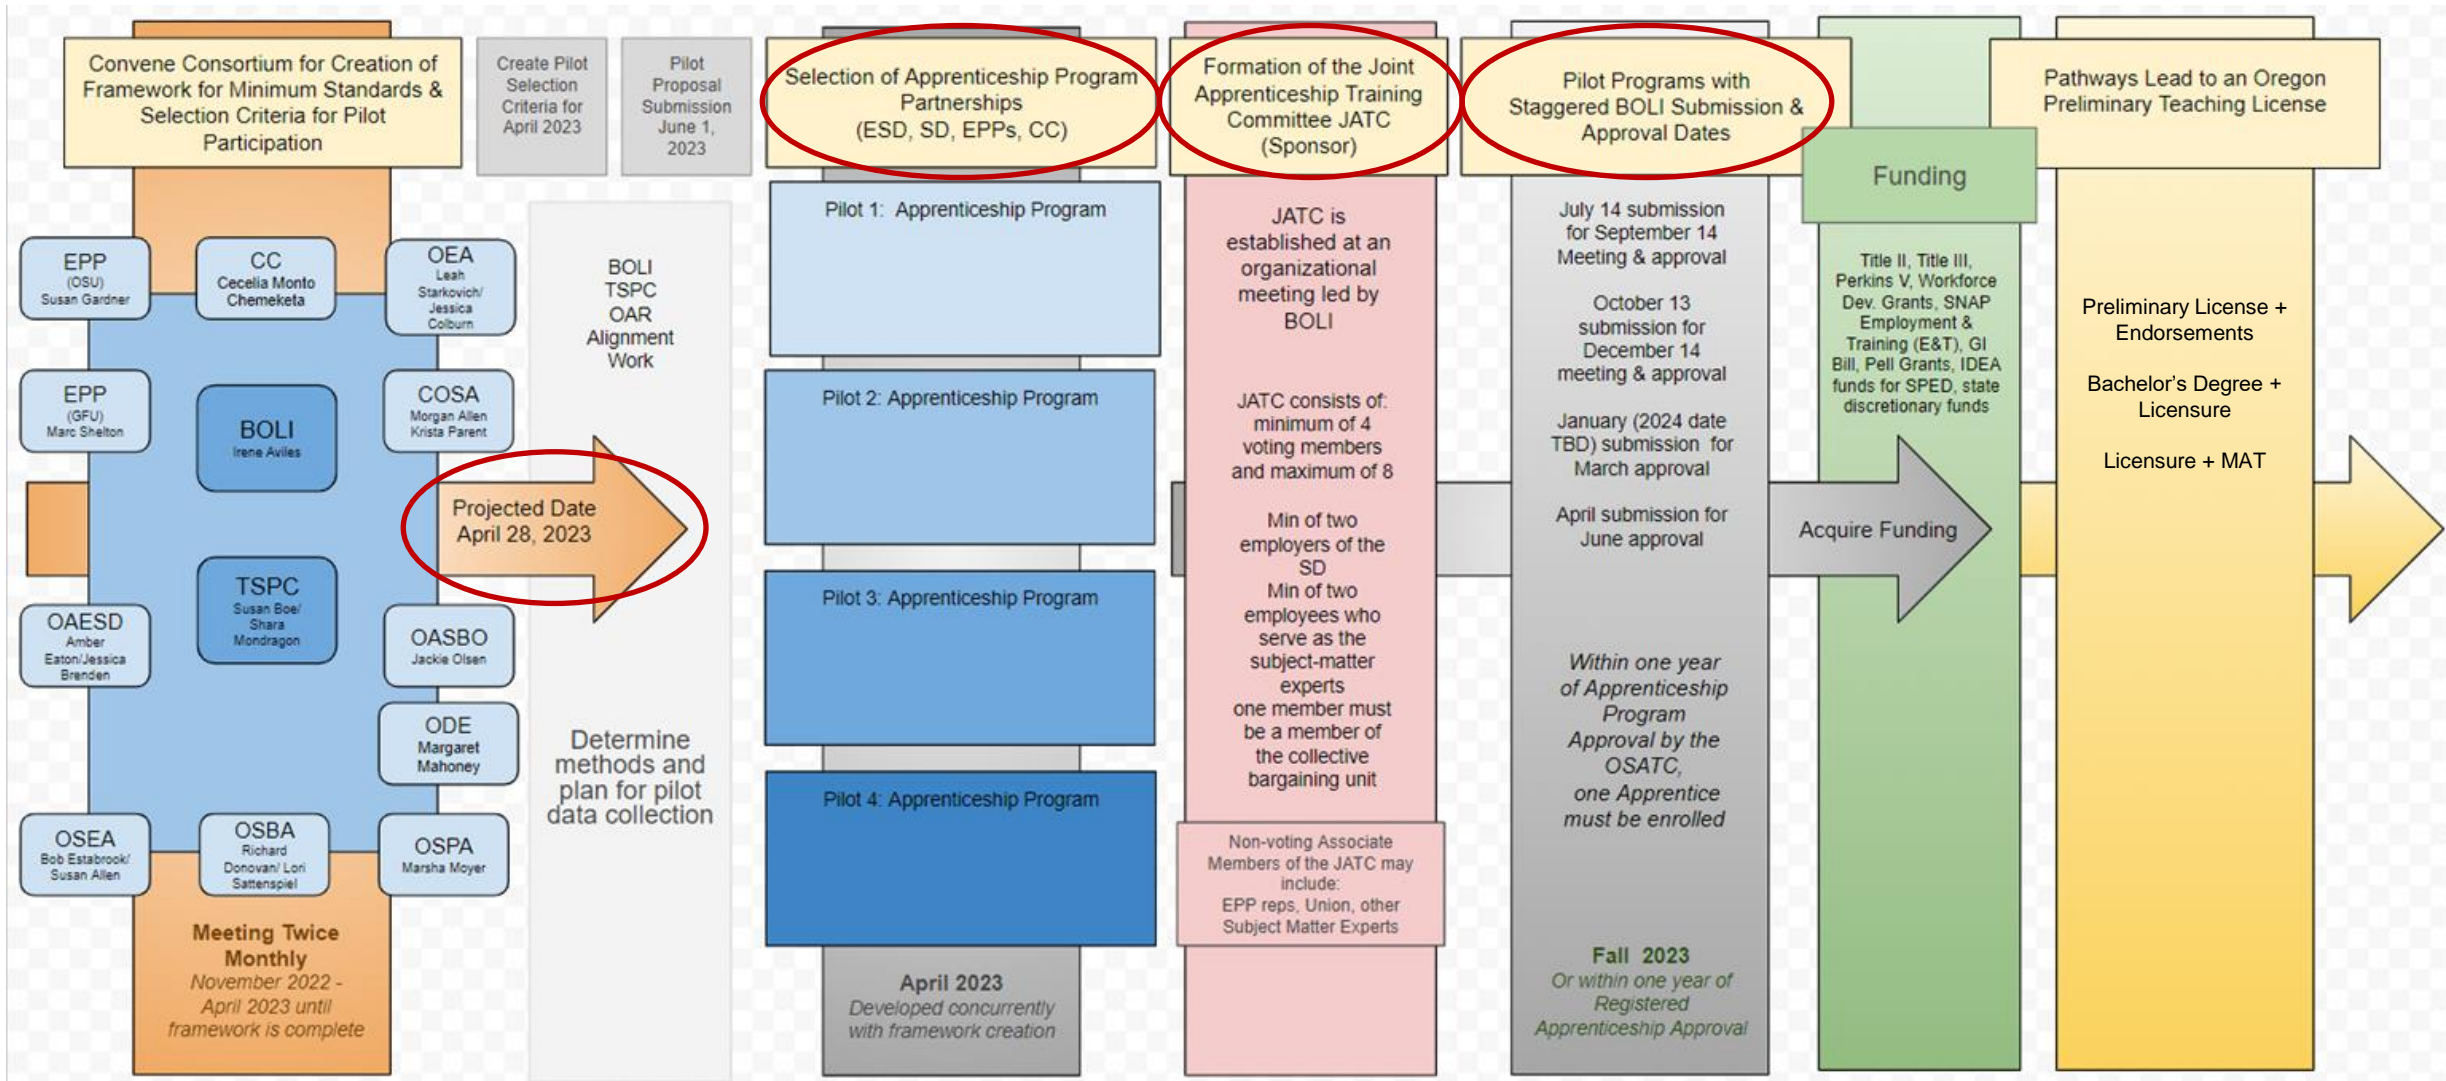 Convene Consortium for Creation of
Framework for Minimum Standards &
Selection Criteria for Pilot
Participation
EPP
(OSU)
Susan Gardner
CC
Cecelia Monto
Chemeketa
OEA
Leah
Starkovich/
Jessica
Colburn
EPP
(GFU)
Marc Shelton
BOLI
Irene Aviles
COSA
Morgan Allen
Krista Parent
Projected Date
April 28, 2023
TSPC
Susan Boe/
Shara
Mondragon
OAESD
Amber
Eaton/Jessica
Brenden
OASBO
Jackie Olsen
ODE
Margaret
Mahoney
OSEA
Bob Estabrook/
Susan Allen
OSBA
Richard
Donovan/ Lori
Sattenspiel
OSPA
Marsha Moyer
Meeting Twice
Monthly
November 2022 -
April 2023 until
framework is complete
Create Pilot
Selection
Criteria for
April 2023
Pilot
Proposal
Submission
June 1,
2023
BOLI
TSPC
OAR
Alignment
Work
Determine
methods and
plan for pilot
data collection
Selection of Apprenticeship Program
Partnerships
(ESD, SD, EPPs, CC)
Pilot 1: Apprenticeship Program
Pilot 2: Apprenticeship Program
Pilot 3: Apprenticeship Program
Pilot 4: Apprenticeship Program
April 2023
Developed concurrently
with framework creation
Formation of the Joint
Apprenticeship Training
Committee JATC
(Sponsor)
JATC is
established at an
organizational
meeting led by
BOLI
JATC consists of:
minimum of 4
voting members
and maximum of 8
Min of two
employers of the
SD
Min of two
employees who
serve as the
subject-matter
experts
one member must
be a member of
the collective
bargaining unit
Non-voting Associate
Members of the JATC may
include:
EPP reps, Union, other
Subject Matter Experts
Pilot Programs with
Staggered BOLI Submission &
Approval Dates
July 14 submission
for September 14
Meeting & approval
October 13
submission for
December 14
meeting & approval
January (2024 date
TBD) submission for
March approval
April submission for
June approval
Within one year
of Apprenticeship
Program
Approval by the
OSATC,
one Apprentice
must be enrolled
Fall 2023
Or within one year of
Registered
Apprenticeship Approval
Funding
Title II, Title III,
Perkins V, Workforce
Dev. Grants, SNAP
Employment &
Training (E&T), GI
Bill, Pell Grants, IDEA
funds for SPED, state
discretionary funds
Acquire Funding
Pathways Lead to an Oregon
Preliminary Teaching License
Preliminary License +
Endorsements
Bachelor’s Degree +
Licensure
Licensure + MAT